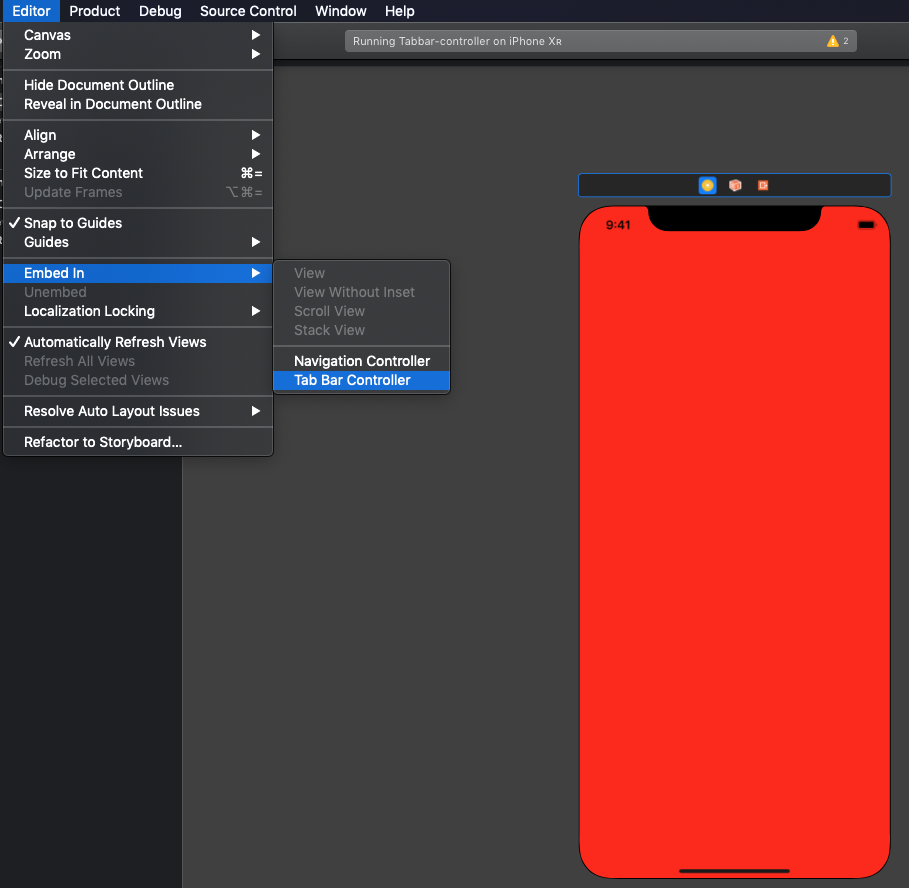 Editor Product Debug Source Control Window Help
Running Tabbar-controller on iPhone Xʀ 2
Canvas
Zoom
Hide Document Outline
Reveal in Document Outline
Align
Arrange
Size to Fit Content ⌘=
Update Frames ⌥⌘=
Snap to Guides
Guides
Embed In
Unembed
Localization Locking
Automatically Refresh Views
Refresh All Views
Debug Selected Views
Resolve Auto Layout Issues
Refactor to Storyboard...
View
View Without Inset
Scroll View
Stack View
Navigation Controller
Tab Bar Controller
9:41